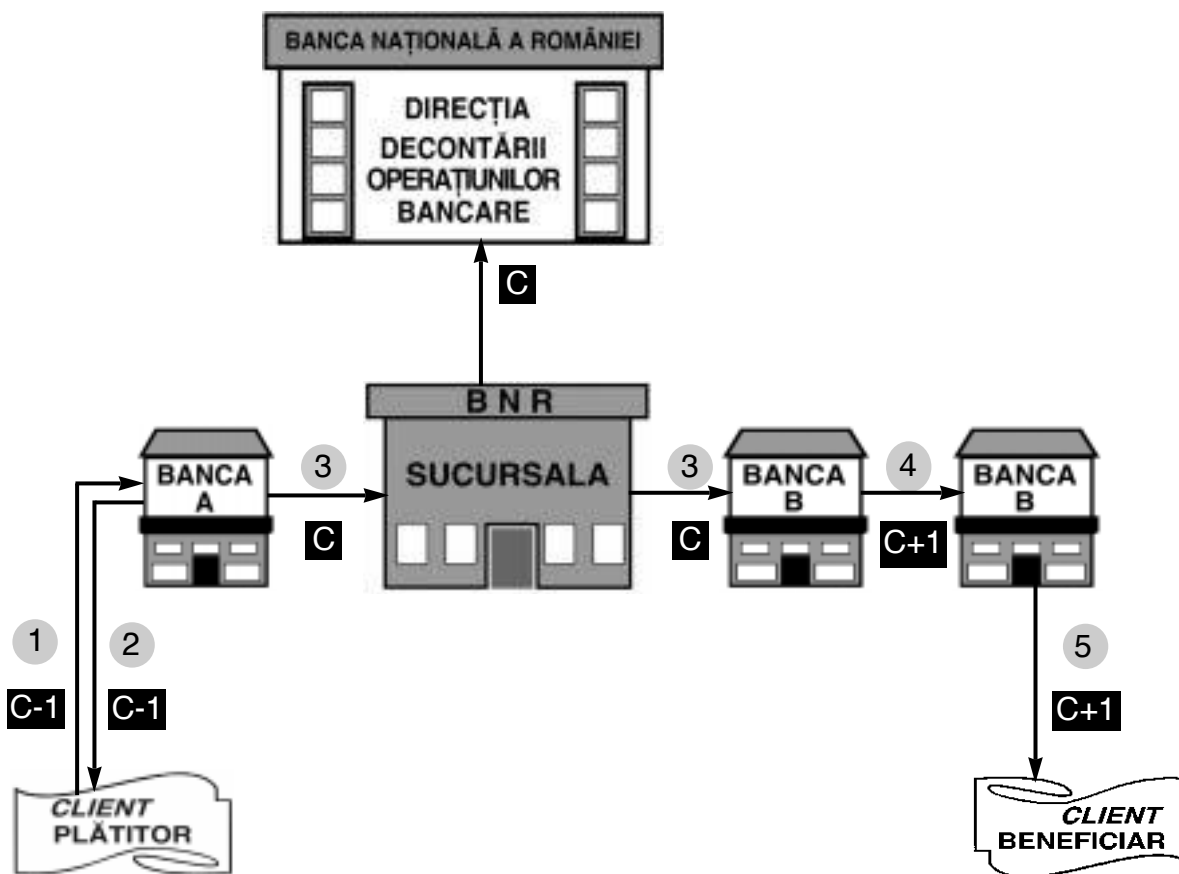 BANCA NAȚIONALĂ A ROMÂNIEI
DIRECȚIA
DECONTĂRII
OPERAȚIUNILOR
BANCARE
C
B N R
SUCURSALA
BANCA
A
3
C
3
C
BANCA
B
4
C+1
BANCA
B
1
C-1
2
C-1
5
C+1
CLIENT
PLĂTITOR
CLIENT
BENEFICIAR